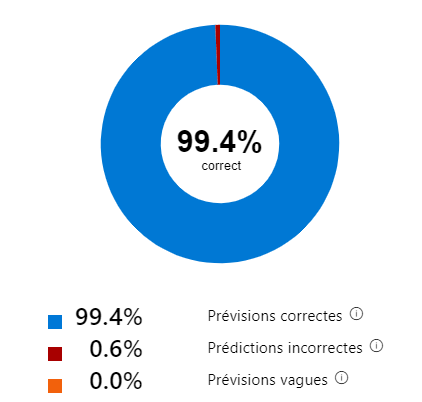 99.4%
correct
99.4% Prévisions correctes
0.6% Prédictions incorrectes
0.0% Prévisions vagues